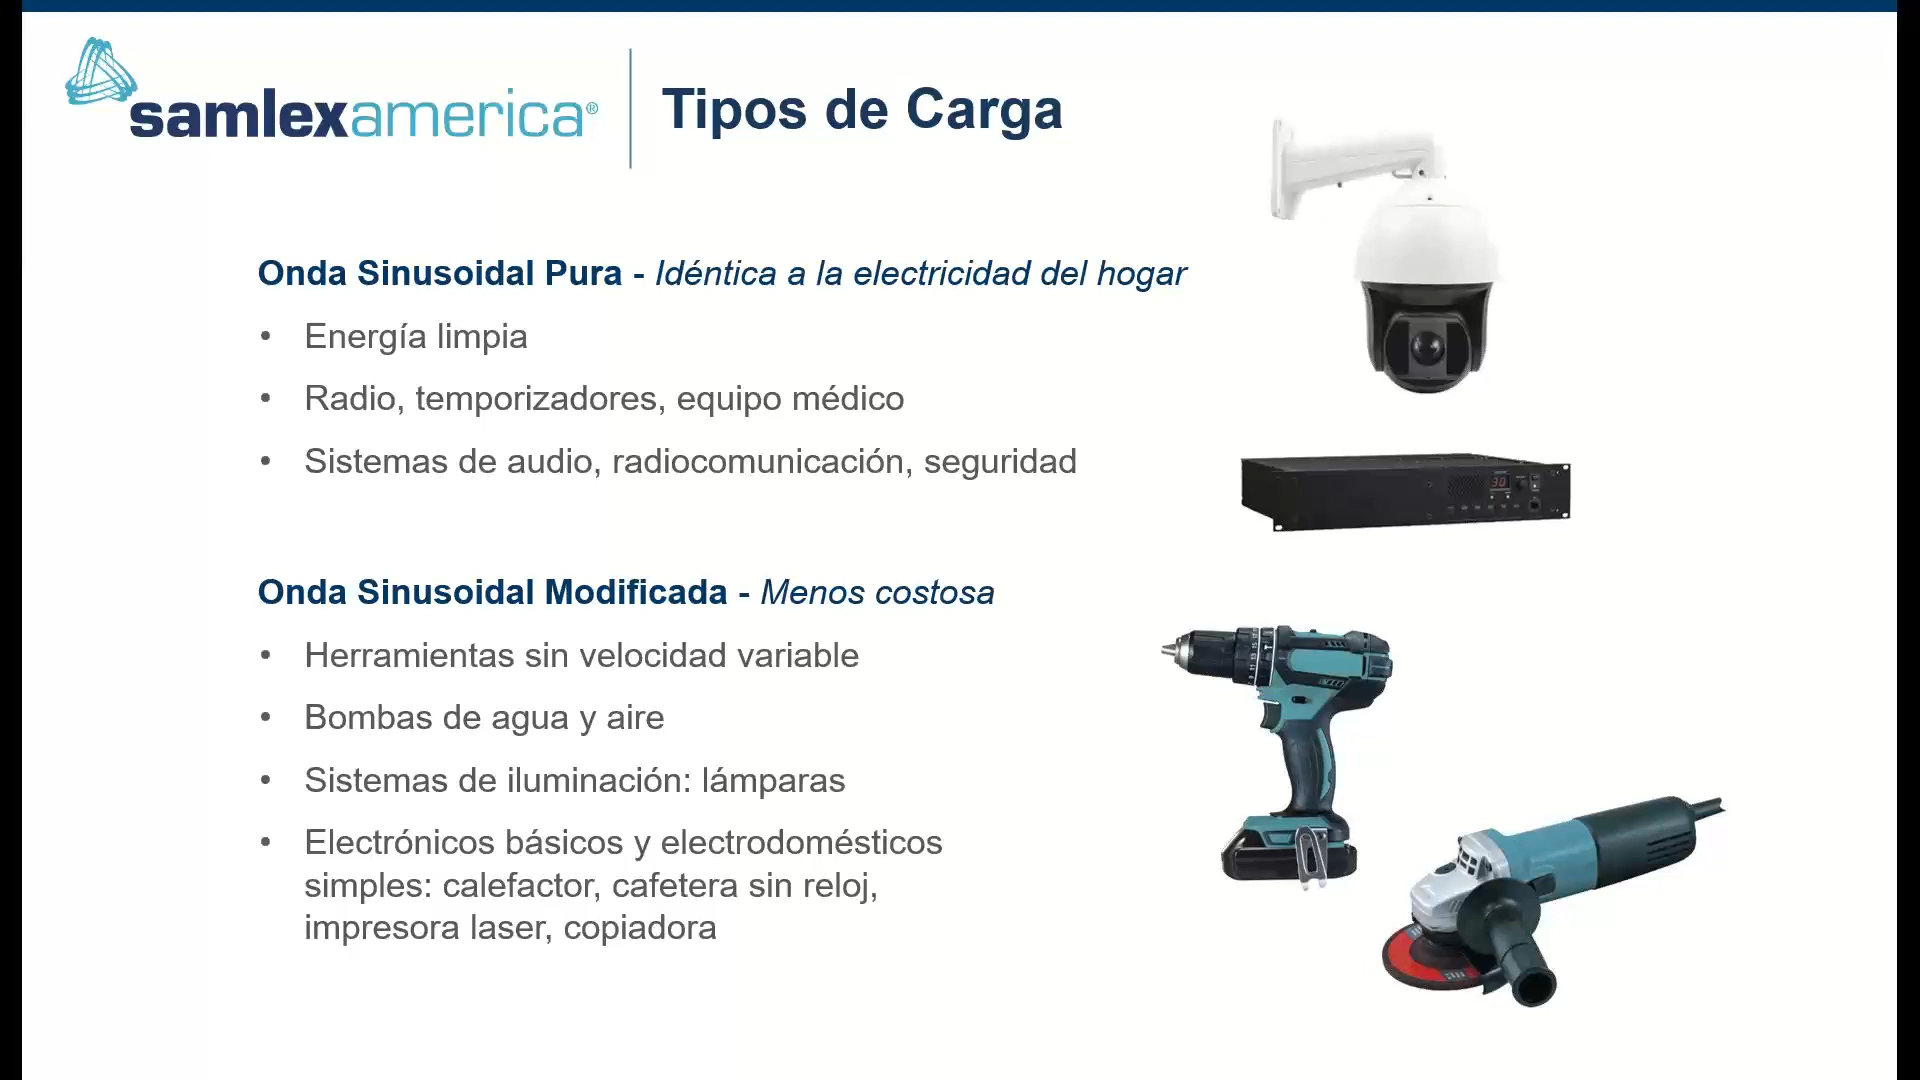 samlexamerica®
Tipos de Carga
Onda Sinusoidal Pura - Idéntica a la electricidad del hogar
• Energía limpia
• Radio, temporizadores, equipo médico
• Sistemas de audio, radiocomunicación, seguridad
30
Onda Sinusoidal Modificada - Menos costosa
• Herramientas sin velocidad variable
• Bombas de agua y aire
• Sistemas de iluminación: lámparas
• Electrónicos básicos y electrodomésticos
simples: calefactor, cafetera sin reloj,
impresora laser, copiadora